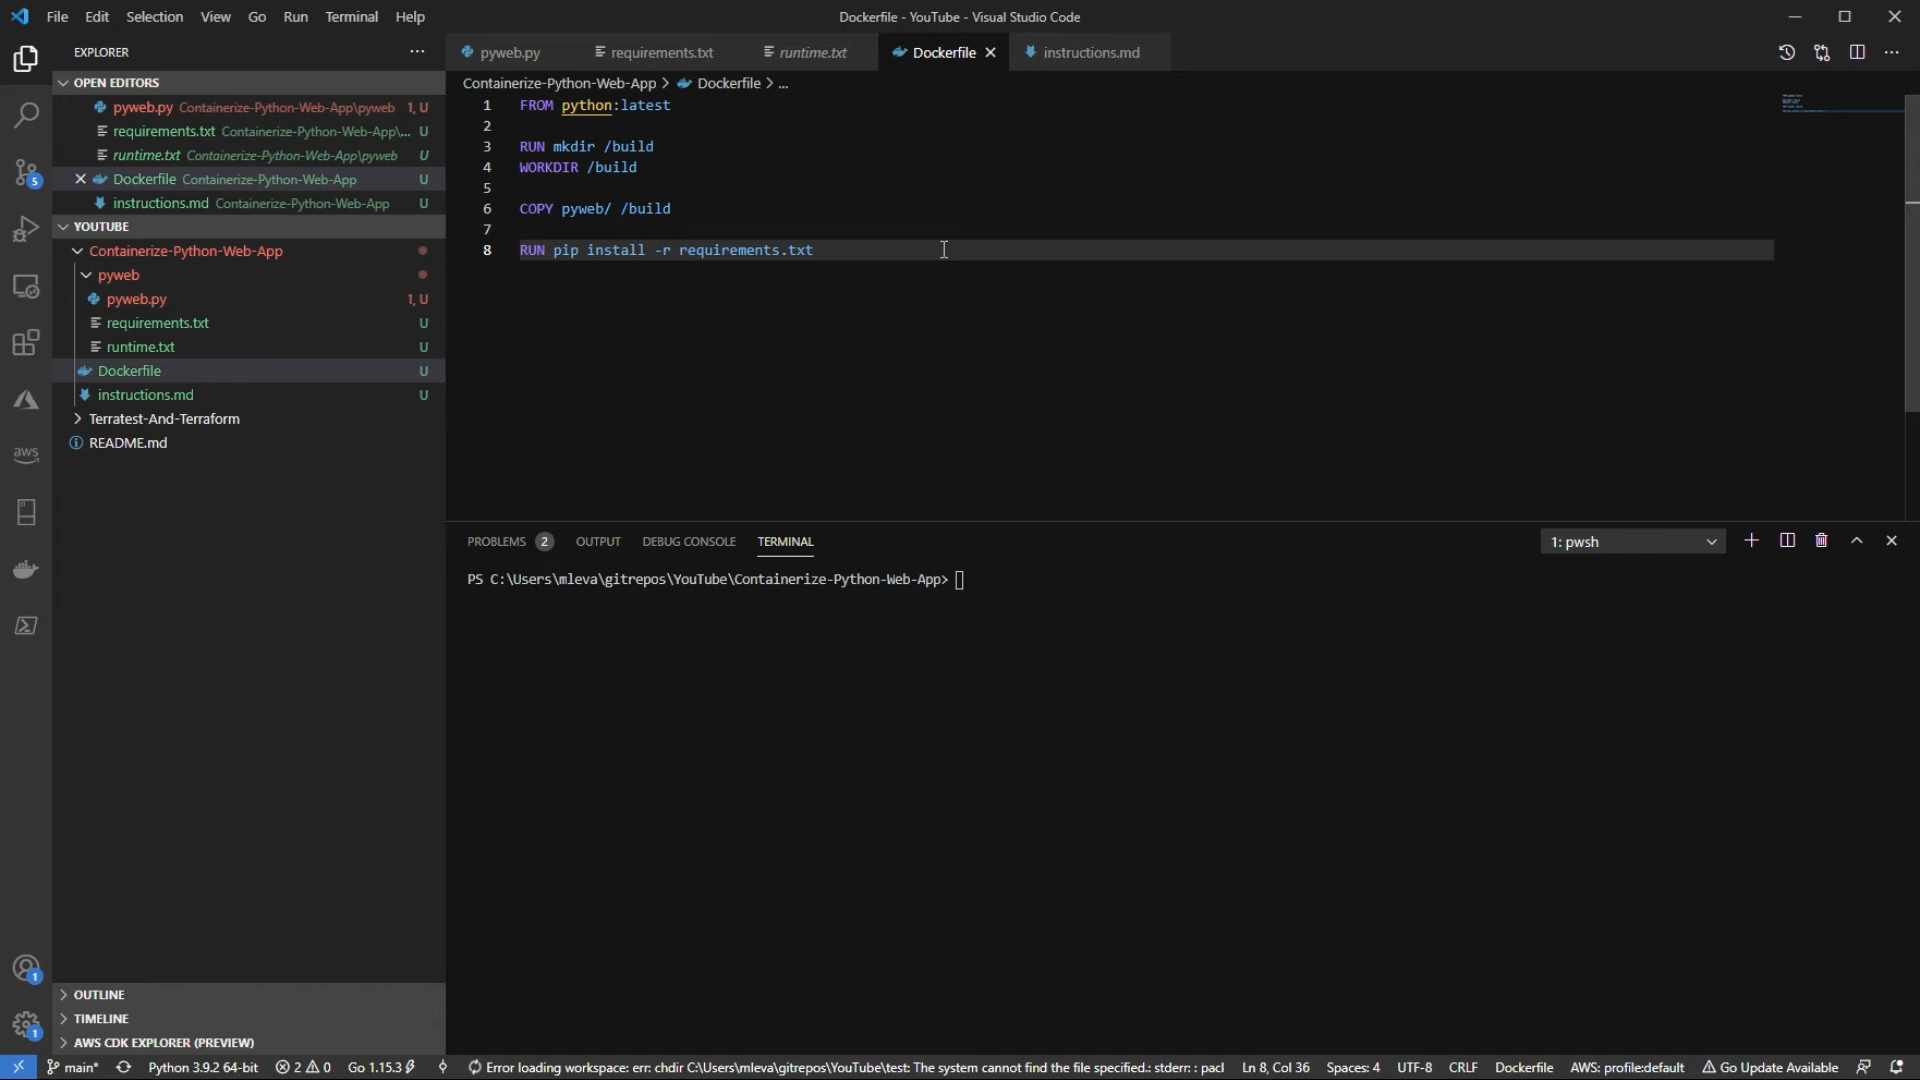 File Edit Selection View Go Run Terminal Help
Dockerfile - YouTube - Visual Studio Code
EXPLORER
OPEN EDITORS
pyweb.py Containerize-Python-Web-App\pyweb 1, U
requirements.txt Containerize-Python-Web-App\... U
runtime.txt Containerize-Python-Web-App\pyweb U
Dockerfile Containerize-Python-Web-App U
instructions.md Containerize-Python-Web-App U
YOUTUBE
Containerize-Python-Web-App
pyweb
pyweb.py 1, U
requirements.txt U
runtime.txt U
Dockerfile U
instructions.md U
Terratest-And-Terraform
README.md
5
aws
1
1
OUTLINE
TIMELINE
AWS CDK EXPLORER (PREVIEW)
pyweb.py requirements.txt runtime.txt Dockerfile instructions.md
Containerize-Python-Web-App > Dockerfile > ...
1 FROM python:latest
2
3 RUN mkdir /build
4 WORKDIR /build
5
6 COPY pyweb/ /build
7
8 RUN pip install -r requirements.txt
PROBLEMS 2 OUTPUT DEBUG CONSOLE TERMINAL 1: pwsh
PS C:\Users\mleva\gitrepos\YouTube\Containerize-Python-Web-App>
main* Python 3.9.2 64-bit 2 0 Go 1.15.3 Error loading workspace: err: chdir C:\Users\mleva\gitrepos\YouTube\test: The system cannot find the file specified.: stderr: : pacl Ln 8, Col 36 Spaces: 4 UTF-8 CRLF Dockerfile AWS: profile:default Go Update Available